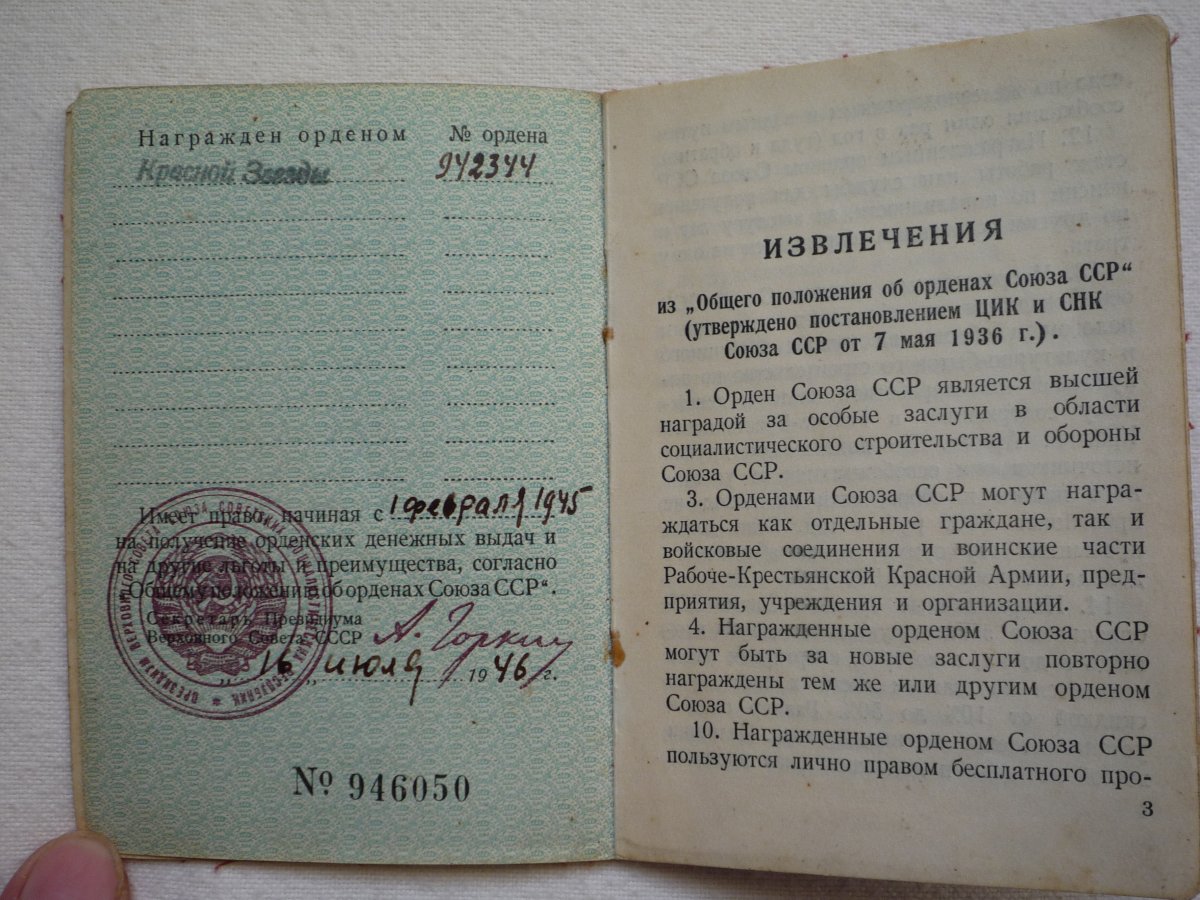 Награжден орденом № ордена
Красной Звезды 942344
Имеет право, начиная с 1 февраля 1945
на получение орденских денежных выдач и
на другие льготы и преимущества, согласно
„Общему положению об орденах Союза ССР“.
Секретарь Президиума
Верховного Совета СССР А. Горкин
„16„ июля 1946 г.
№ 946050
ИЗВЛЕЧЕНИЯ
из „Общего положения об орденах Союза ССР“
(утверждено постановлением ЦИК и СНК
Союза ССР от 7 мая 1936 г.).
1. Орден Союза ССР является высшей
наградой за особые заслуги в области
социалистического строительства и обороны
Союза ССР.
3. Орденами Союза ССР могут награ-
ждаться как отдельные граждане, так и
войсковые соединения и воинские части
Рабоче-Крестьянской Красной Армии, пред-
приятия, учреждения и организации.
4. Награжденные орденом Союза ССР
могут быть за новые заслуги повторно
награждены тем же или другим орденом
Союза ССР.
10. Награжденные орденом Союза ССР
пользуются лично правом бесплатного про-
3